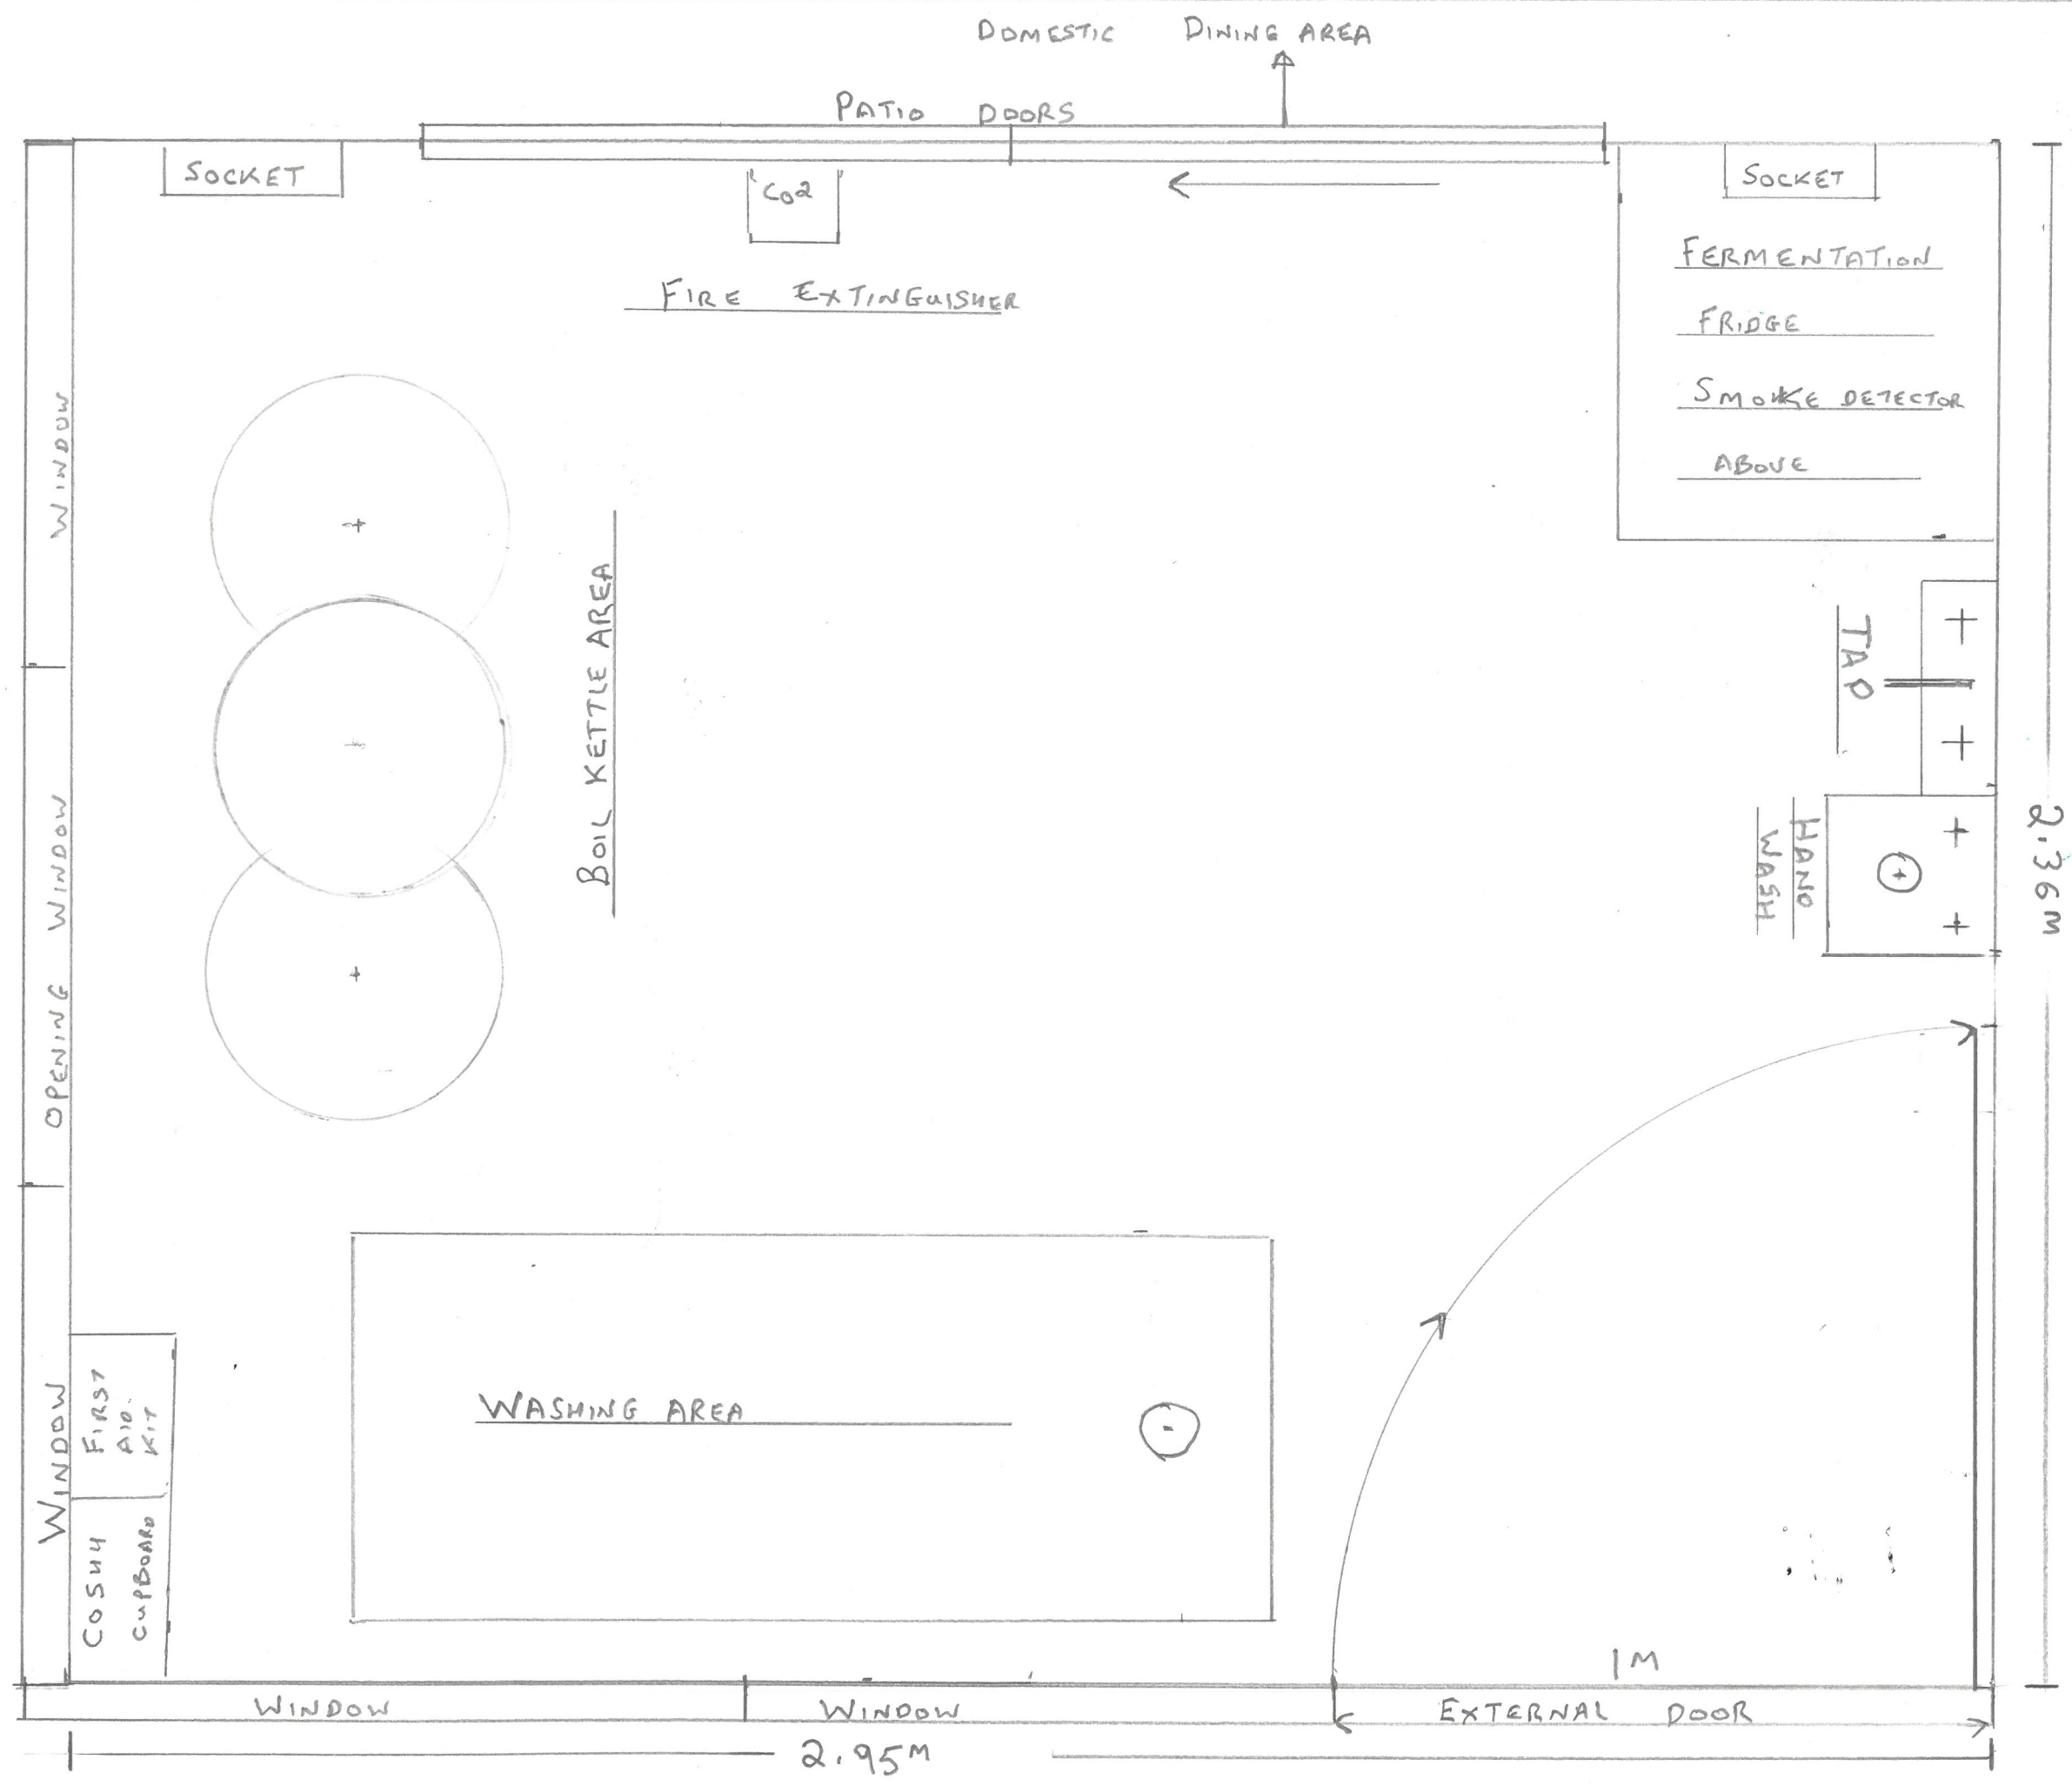 DOMESTIC DINING AREA
PATIO DOORS
SOCKET
CO2
SOCKET
FIRE EXTINGUISHER
FERMENTATION
FRIDGE
SMOKE DETECTOR
ABOVE
WINDOW
BOIL KETTLE AREA
TAP
HAND
WASH
2.36M
OPENING WINDOW
WINDOW
FIRST
AID.
KIT
COSHH
CUPBOARD
WASHING AREA
1M
WINDOW
WINDOW
EXTERNAL DOOR
2.95M